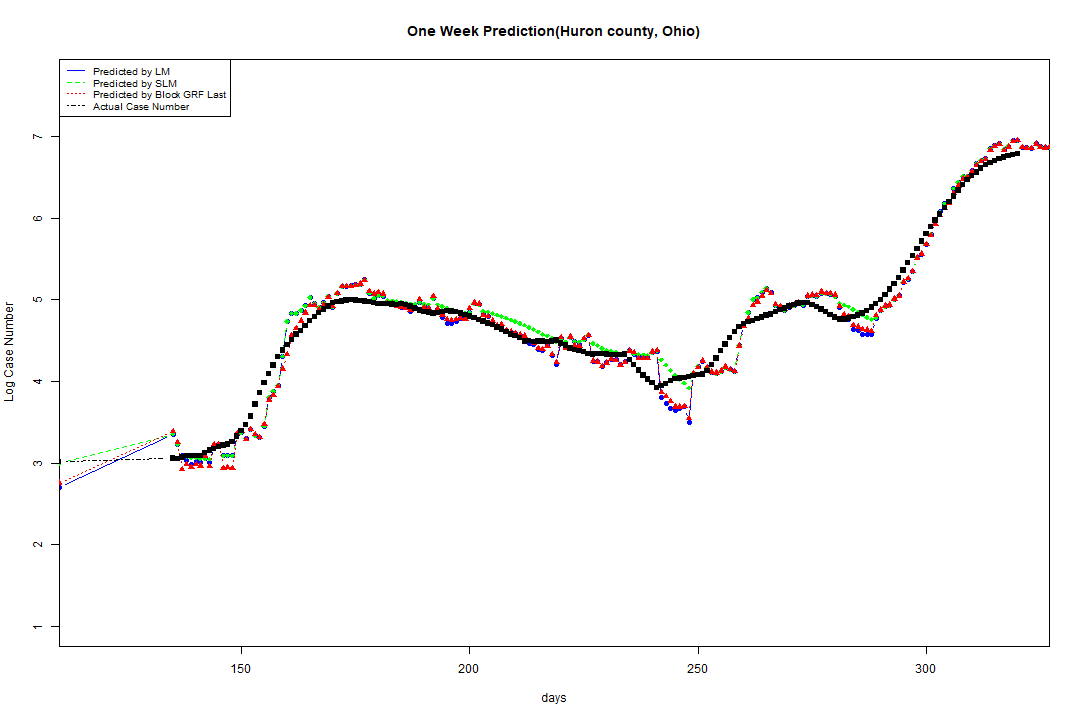 One Week Prediction(Huron county, Ohio)
Predicted by LM
Predicted by SLM
Predicted by Block GRF Last
Actual Case Number
7
6
5
4
3
2
1
Log Case Number
150 200 250 300
days